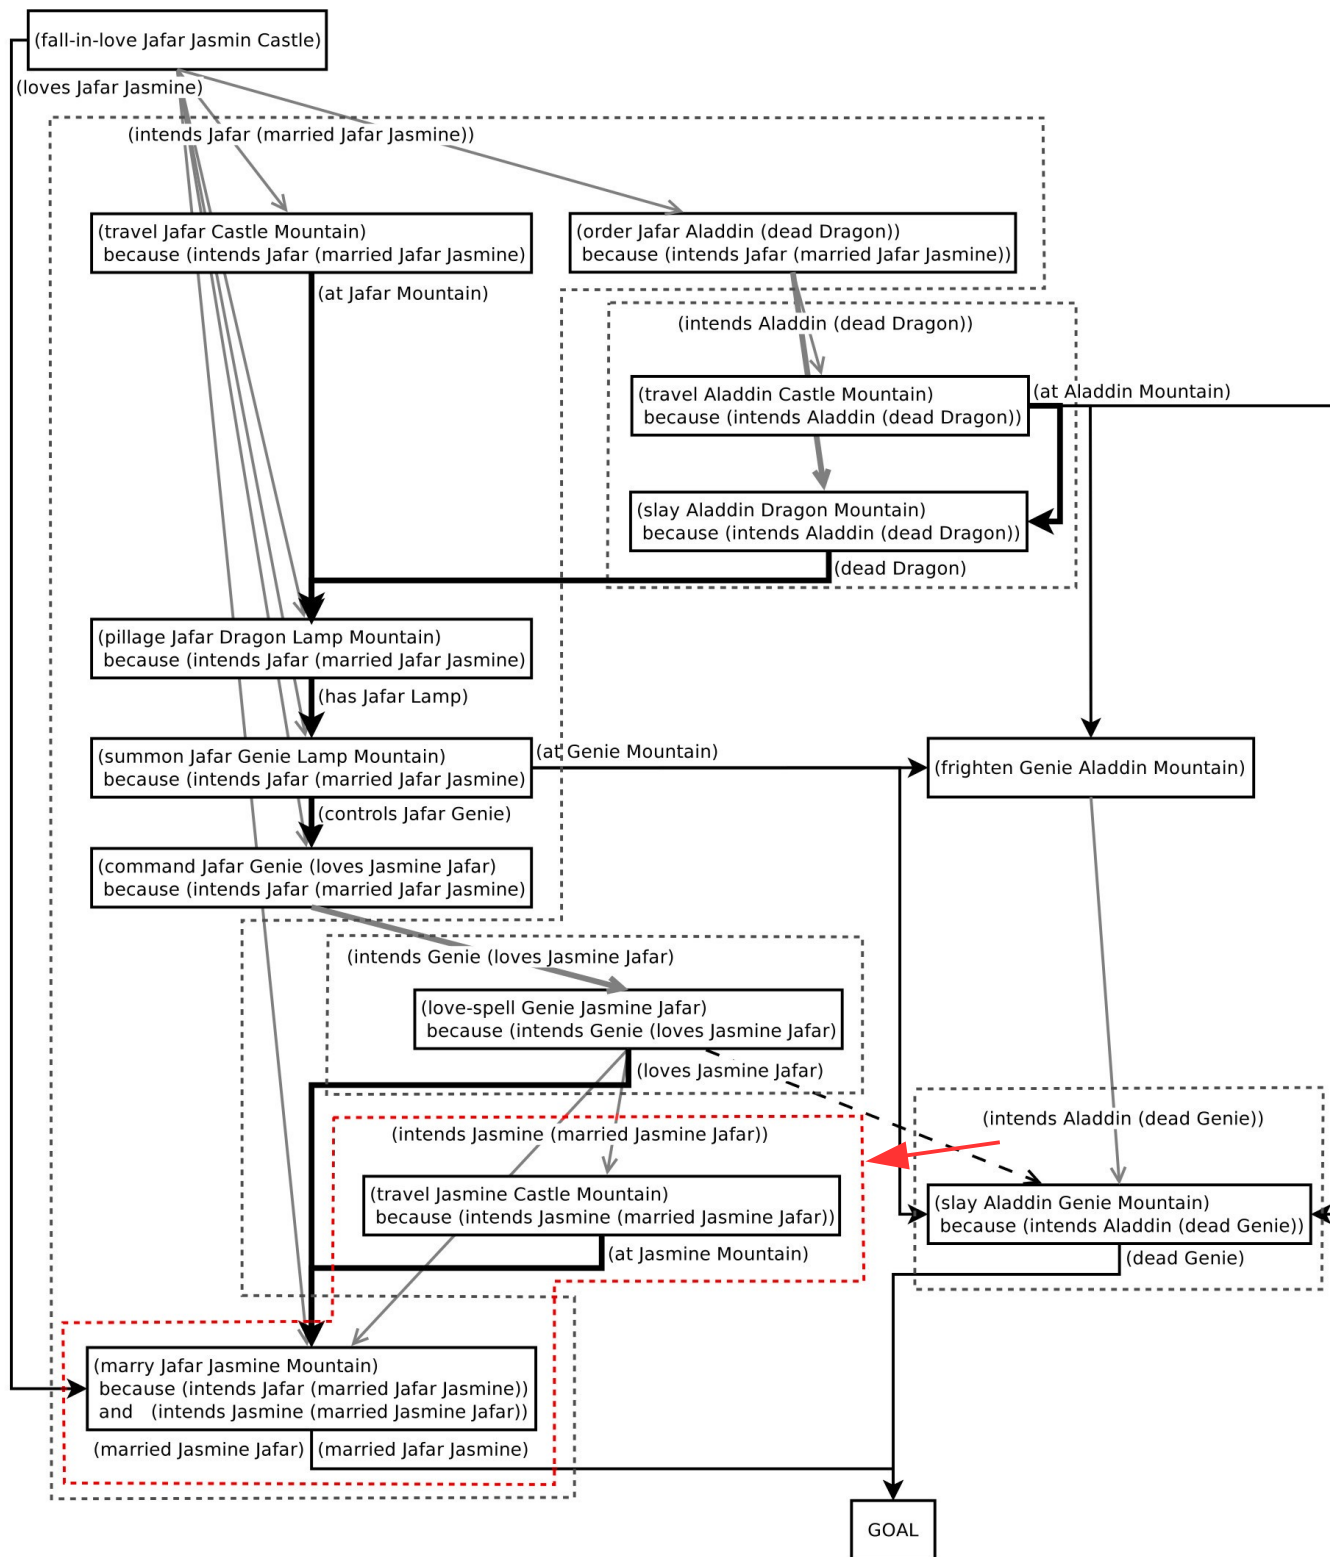 (fall-in-love Jafar Jasmin Castle)
(loves Jafar Jasmine)
(intends Jafar (married Jafar Jasmine))
(travel Jafar Castle Mountain)
because (intends Jafar (married Jafar Jasmine)
(order Jafar Aladdin (dead Dragon))
because (intends Jafar (married Jafar Jasmine))
(at Jafar Mountain)
(intends Aladdin (dead Dragon))
(travel Aladdin Castle Mountain)
because (intends Aladdin (dead Dragon))
(at Aladdin Mountain)
(slay Aladdin Dragon Mountain)
because (intends Aladdin (dead Dragon))
(dead Dragon)
(pillage Jafar Dragon Lamp Mountain)
because (intends Jafar (married Jafar Jasmine)
(has Jafar Lamp)
(summon Jafar Genie Lamp Mountain)
because (intends Jafar (married Jafar Jasmine)
(at Genie Mountain)
(frighten Genie Aladdin Mountain)
(controls Jafar Genie)
(command Jafar Genie (loves Jasmine Jafar)
because (intends Jafar (married Jafar Jasmine)
(intends Genie (loves Jasmine Jafar)
(love-spell Genie Jasmine Jafar)
because (intends Genie (loves Jasmine Jafar)
(loves Jasmine Jafar)
(intends Aladdin (dead Genie))
(intends Jasmine (married Jasmine Jafar))
(travel Jasmine Castle Mountain)
because (intends Jasmine (married Jasmine Jafar))
(slay Aladdin Genie Mountain)
because (intends Aladdin (dead Genie))
(at Jasmine Mountain)
(dead Genie)
(marry Jafar Jasmine Mountain)
because (intends Jafar (married Jafar Jasmine))
and (intends Jasmine (married Jasmine Jafar))
(married Jasmine Jafar)
(married Jafar Jasmine)
GOAL